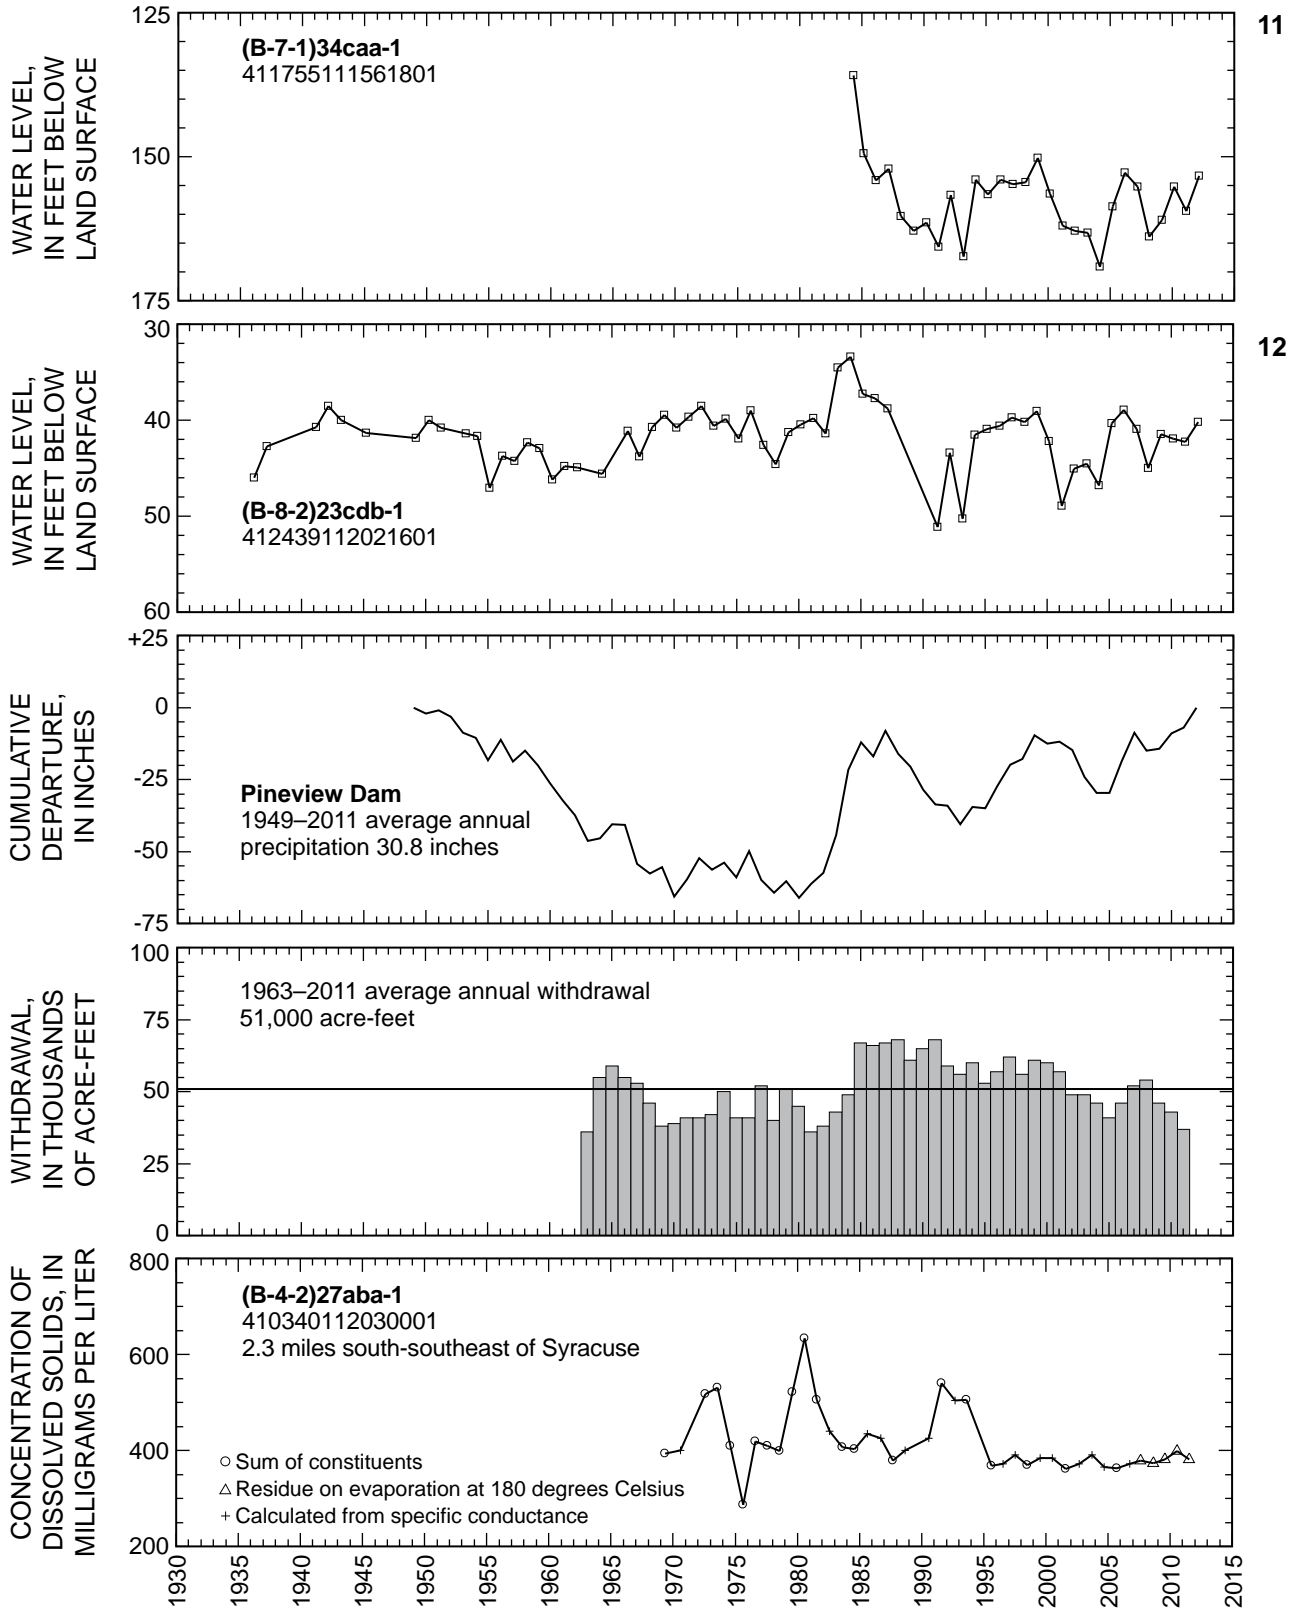 11
WATER LEVEL,
IN FEET BELOW
LAND SURFACE
125
150
175
(B-7-1)34caa-1
411755111561801
12
WATER LEVEL,
IN FEET BELOW
LAND SURFACE
30
40
50
60
(B-8-2)23cdb-1
412439112021601
CUMULATIVE
DEPARTURE,
IN INCHES
+25
0
-25
-50
-75
Pineview Dam
1949–2011 average annual
precipitation 30.8 inches
WITHDRAWAL,
IN THOUSANDS
OF ACRE-FEET
100
75
50
25
0
1963–2011 average annual withdrawal
51,000 acre-feet
CONCENTRATION OF
DISSOLVED SOLIDS, IN
MILLIGRAMS PER LITER
800
600
400
200
(B-4-2)27aba-1
410340112030001
2.3 miles south-southeast of Syracuse
Sum of constituents
Residue on evaporation at 180 degrees Celsius
Calculated from specific conductance
1930
1935
1940
1945
1950
1955
1960
1965
1970
1975
1980
1985
1990
1995
2000
2005
2010
2015